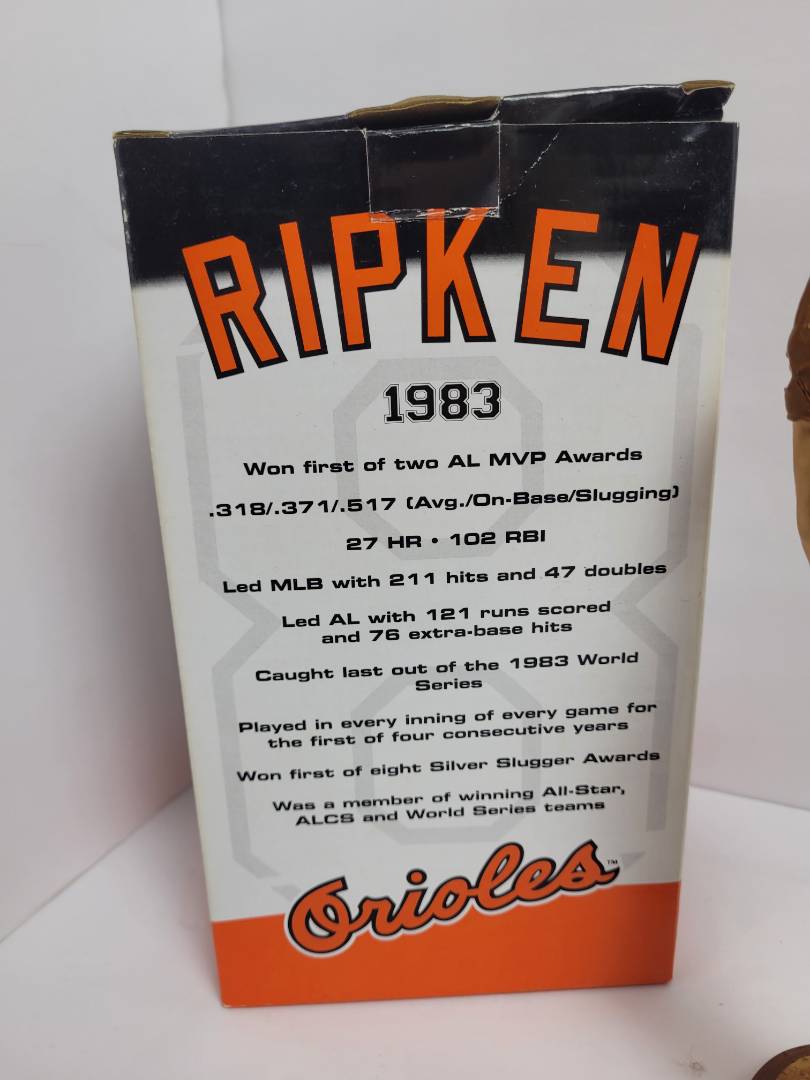 RIPKEN
1983
Won first of two AL MVP Awards
.318/.371/.517 (Avg./On-Base/Slugging)
27 HR • 102 RBI
Led MLB with 211 hits and 47 doubles
Led AL with 121 runs scored
and 76 extra-base hits
Caught last out of the 1983 World
Series
Played in every inning of every game for
the first of four consecutive years
Won first of eight Silver Slugger Awards
Was a member of winning All-Star,
ALCS and World Series teams
Orioles™